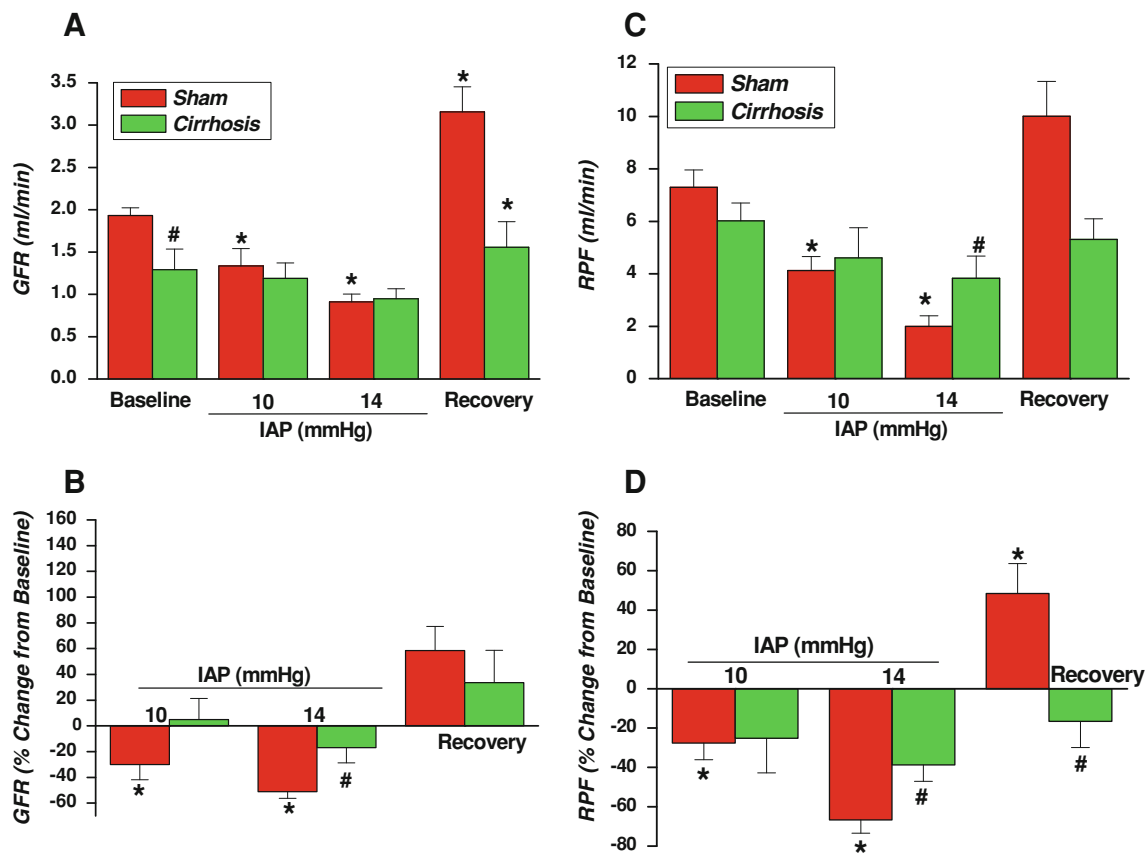 A
GFR (ml/min)
3.5
3.0
2.5
2.0
1.5
1.0
0.5
0.0
Sham
Cirrhosis
*
#
*
*
*
*
Baseline
10
14
Recovery
IAP (mmHg)
C
RPF (ml/min)
12
10
8
6
4
2
0
Sham
Cirrhosis
*
*
#
Baseline
10
14
Recovery
IAP (mmHg)
B
GFR (% Change from Baseline)
160
140
120
100
80
60
40
20
0
-20
-40
-60
IAP (mmHg)
10
14
Recovery
*
*
#
D
RPF (% Change from Baseline)
80
60
40
20
0
-20
-40
-60
-80
IAP (mmHg)
10
14
Recovery
*
*
#
*
#